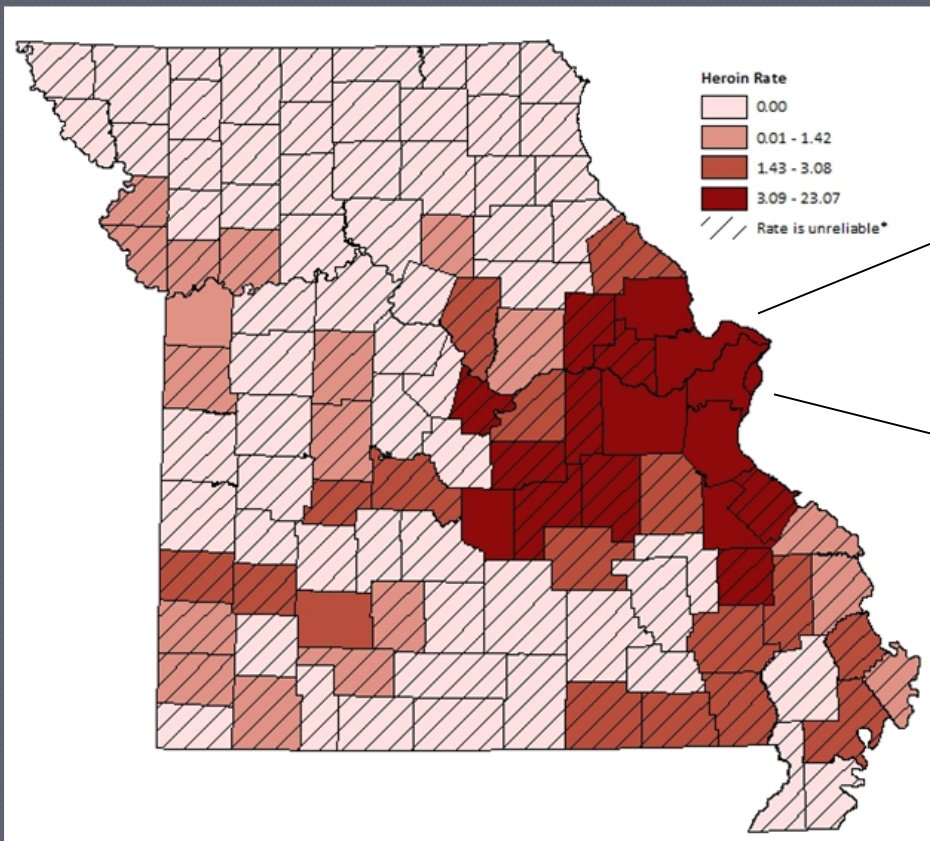 Heroin Rate
0.00
0.01 - 1.42
1.43 - 3.08
3.09 - 23.07
Rate is unreliable*